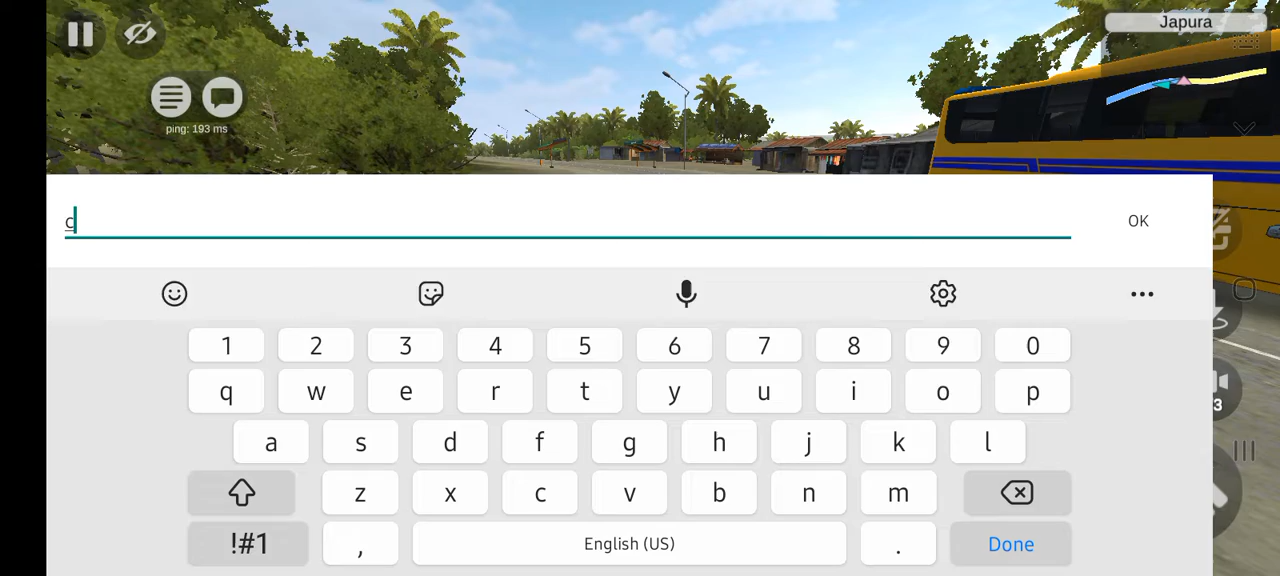 Japura
ping: 193 ms
c
OK
3
1 2 3 4 5 6 7 8 9 0
q w e r t y u i o p
a s d f g h j k l
z x c v b n m
!#1 , English (US) . Done